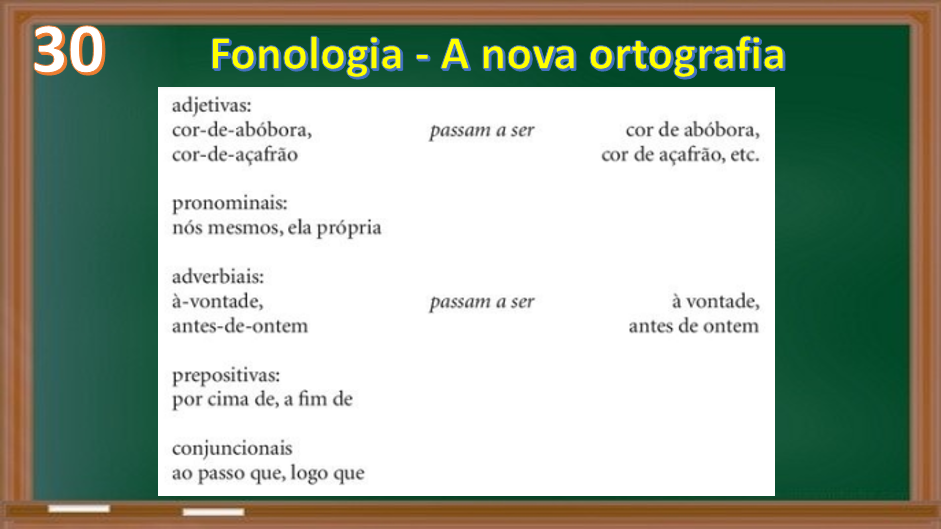 30
Fonologia - A nova ortografia
adjetivas:
cor-de-abóbora, passam a ser cor de abóbora,
cor-de-açafrão cor de açafrão, etc.
pronominais:
nós mesmos, ela própria
adverbiais:
à-vontade, passam a ser à vontade,
antes-de-ontem antes de ontem
prepositivas:
por cima de, a fim de
conjuncionais
ao passo que, logo que